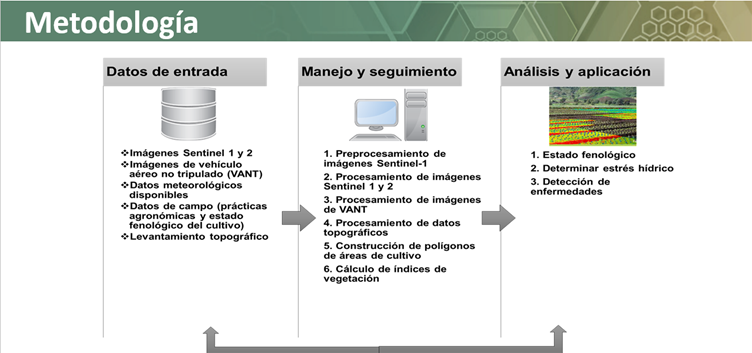 Metodología
Datos de entrada
❖Imágenes Sentinel 1 y 2
❖Imágenes de vehículo
aéreo no tripulado (VANT)
❖Datos meteorológicos
disponibles
❖Datos de campo (prácticas
agronómicas y estado
fenológico del cultivo)
❖Levantamiento topográfico
Manejo y seguimiento
1. Preprocesamiento de
imágenes Sentinel-1
2. Procesamiento de imágenes
Sentinel 1 y 2
3. Procesamiento de imágenes
de VANT
4. Procesamiento de datos
topográficos
5. Construcción de polígonos
de áreas de cultivo
6. Cálculo de índices de
vegetación
Análisis y aplicación
1. Estado fenológico
2. Determinar estrés hídrico
3. Detección de
enfermedades